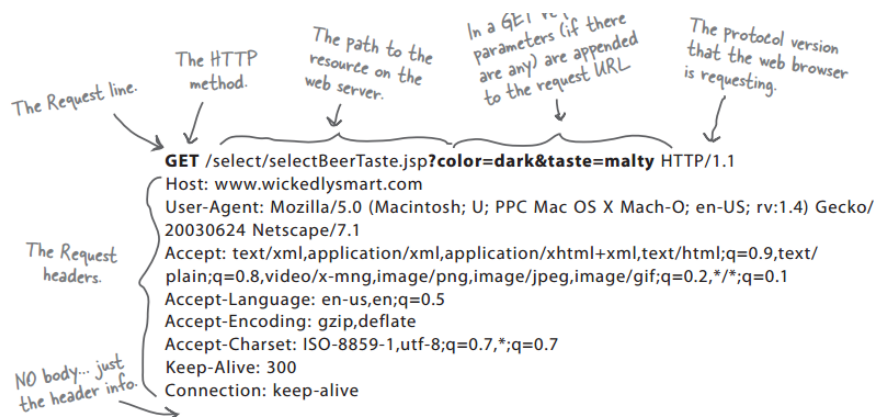 The Request line.
The HTTP
method.
The path to the
resource on the
web server.
In a GET
parameters (if there
are any) are appended
to the request URL
The protocol version
that the web browser
is requesting.
GET /select/selectBeerTaste.jsp?color=dark&taste=malty HTTP/1.1
The Request
headers.
Host: www.wickedlysmart.com
User-Agent: Mozilla/5.0 (Macintosh; U; PPC Mac OS X Mach-O; en-US; rv:1.4) Gecko/
20030624 Netscape/7.1
Accept: text/xml,application/xml,application/xhtml+xml,text/html;q=0.9,text/
plain;q=0.8,video/x-mng,image/png,image/jpeg,image/gif;q=0.2,*/*;q=0.1
Accept-Language: en-us,en;q=0.5
Accept-Encoding: gzip,deflate
Accept-Charset: ISO-8859-1,utf-8;q=0.7,*;q=0.7
Keep-Alive: 300
Connection: keep-alive
NO body... just
the header info.